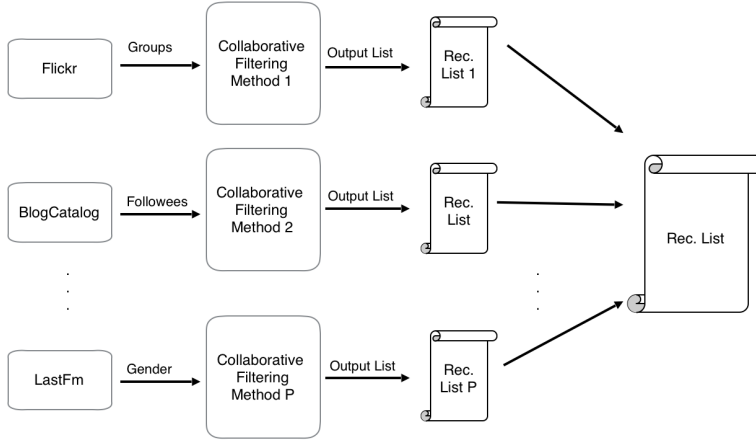 Flickr
Groups
Collaborative
Filtering
Method 1
Output List
Rec.
List 1
BlogCatalog
Followees
Collaborative
Filtering
Method 2
Output List
Rec.
List
Rec. List
.
.
.
.
.
.
LastFm
Gender
Collaborative
Filtering
Method P
Output List
Rec.
List P